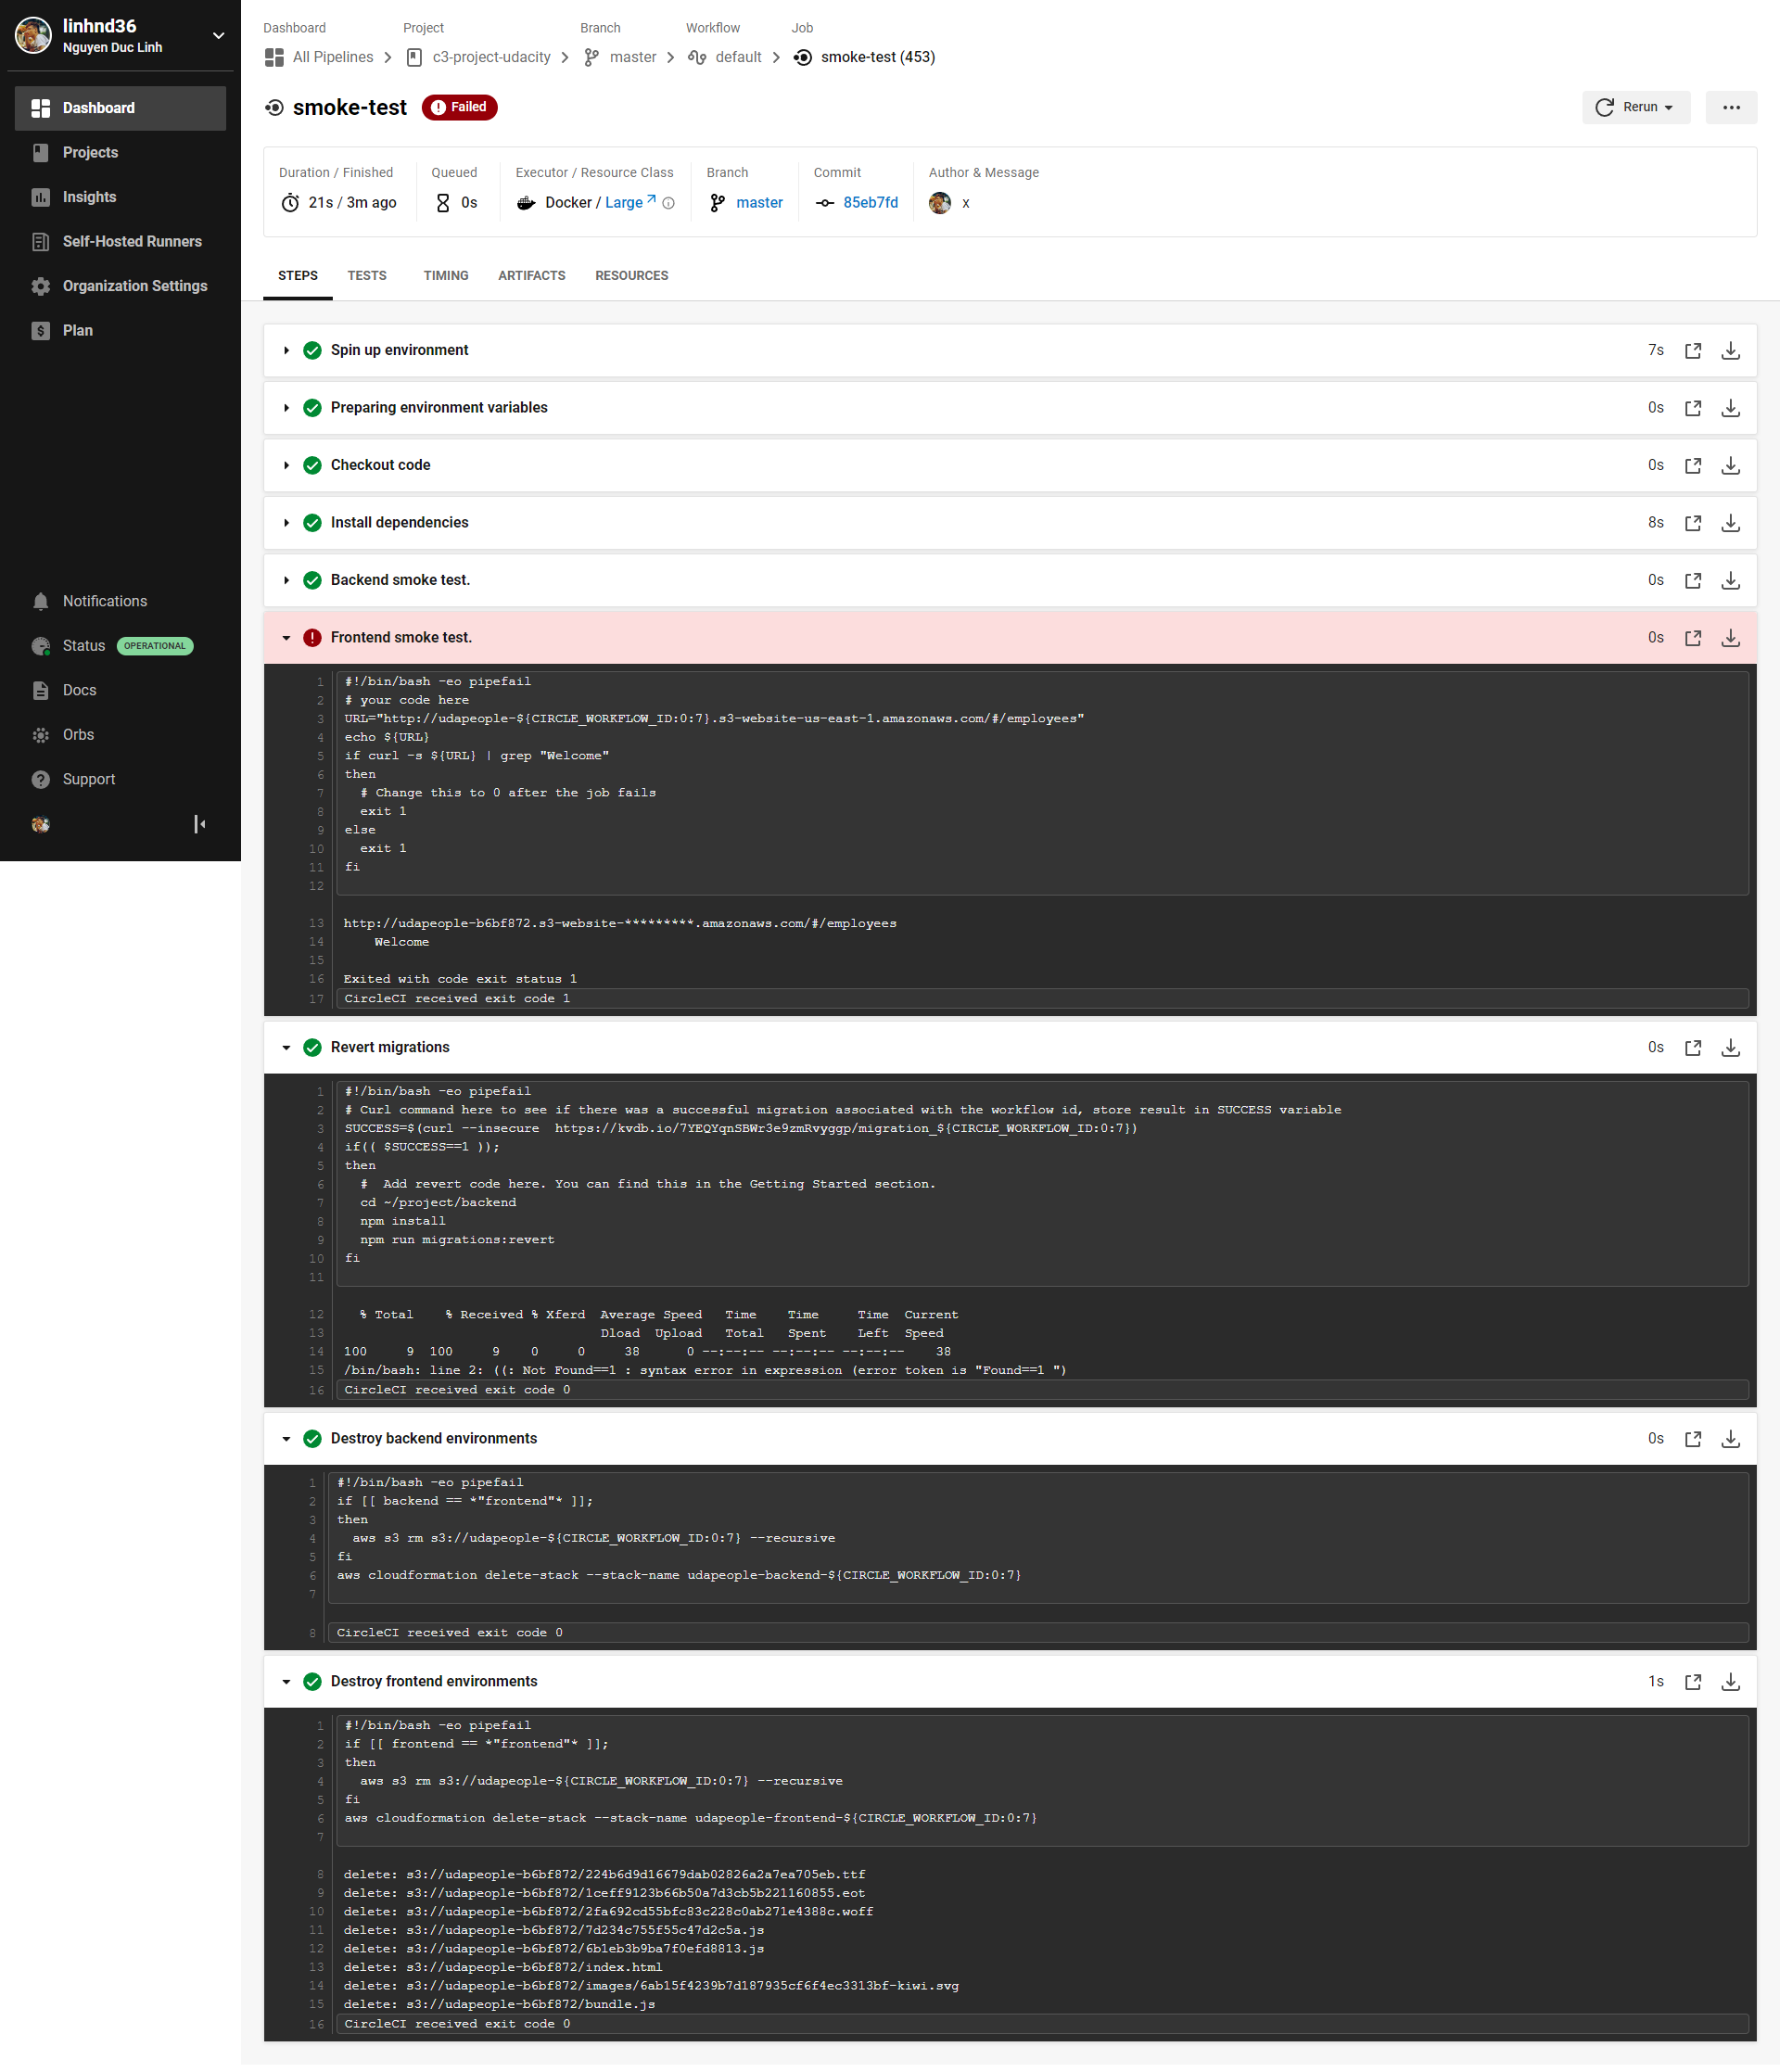 linhnd36
Nguyen Duc Linh
Dashboard
Projects
Insights
Self-Hosted Runners
Organization Settings
Plan
Notifications
Status OPERATIONAL
Docs
Orbs
Support
Dashboard Project Branch Workflow Job
All Pipelines c3-project-udacity master default smoke-test (453)
smoke-test Failed
Rerun
Duration / Finished Queued Executor / Resource Class Branch Commit Author & Message
21s / 3m ago 0s Docker / Large master 85eb7fd x
STEPS TESTS TIMING ARTIFACTS RESOURCES
Spin up environment 7s
Preparing environment variables 0s
Checkout code 0s
Install dependencies 8s
Backend smoke test. 0s
Frontend smoke test. 0s
1 #!/bin/bash -eo pipefail
2 # your code here
3 URL="http://udapeople-${CIRCLE_WORKFLOW_ID:0:7}.s3-website-us-east-1.amazonaws.com/#/employees"
4 echo ${URL}
5 if curl -s ${URL} | grep "Welcome"
6 then
7 # Change this to 0 after the job fails
8 exit 1
9 else
10 exit 1
11 fi
12
13 http://udapeople-b6bf872.s3-website-*********.amazonaws.com/#/employees
14 Welcome
15
16 Exited with code exit status 1
17 CircleCI received exit code 1
Revert migrations 0s
1 #!/bin/bash -eo pipefail
2 # Curl command here to see if there was a successful migration associated with the workflow id, store result in SUCCESS variable
3 SUCCESS=$(curl --insecure  https://kvdb.io/7YEQYqnSBWr3e9zmRvyggp/migration_${CIRCLE_WORKFLOW_ID:0:7})
4 if(( $SUCCESS==1 ));
5 then
6 #  Add revert code here. You can find this in the Getting Started section.
7 cd ~/project/backend
8 npm install
9 npm run migrations:revert
10 fi
11
12 % Total % Received % Xferd Average Speed Time Time Time Current
13 Dload Upload Total Spent Left Speed
14 100 9 100 9 0 0 38 0 --:--:-- --:--:-- --:--:-- 38
15 /bin/bash: line 2: ((: Not Found==1 : syntax error in expression (error token is "Found==1 ")
16 CircleCI received exit code 0
Destroy backend environments 0s
1 #!/bin/bash -eo pipefail
2 if [[ backend == *"frontend"* ]];
3 then
4 aws s3 rm s3://udapeople-${CIRCLE_WORKFLOW_ID:0:7} --recursive
5 fi
6 aws cloudformation delete-stack --stack-name udapeople-backend-${CIRCLE_WORKFLOW_ID:0:7}
7
8 CircleCI received exit code 0
Destroy frontend environments 1s
1 #!/bin/bash -eo pipefail
2 if [[ frontend == *"frontend"* ]];
3 then
4 aws s3 rm s3://udapeople-${CIRCLE_WORKFLOW_ID:0:7} --recursive
5 fi
6 aws cloudformation delete-stack --stack-name udapeople-frontend-${CIRCLE_WORKFLOW_ID:0:7}
7
8 delete: s3://udapeople-b6bf872/224b6d9d16679dab02826a2a7ea705eb.ttf
9 delete: s3://udapeople-b6bf872/1ceff9123b66b50a7d3cb5b221160855.eot
10 delete: s3://udapeople-b6bf872/2fa692cd55bfc83c228c0ab271e4388c.woff
11 delete: s3://udapeople-b6bf872/7d234c755f55c47d2c5a.js
12 delete: s3://udapeople-b6bf872/6b1eb3b9ba7f0efd8813.js
13 delete: s3://udapeople-b6bf872/index.html
14 delete: s3://udapeople-b6bf872/images/6ab15f4239b7d187935cf6f4ec3313bf-kiwi.svg
15 delete: s3://udapeople-b6bf872/bundle.js
16 CircleCI received exit code 0